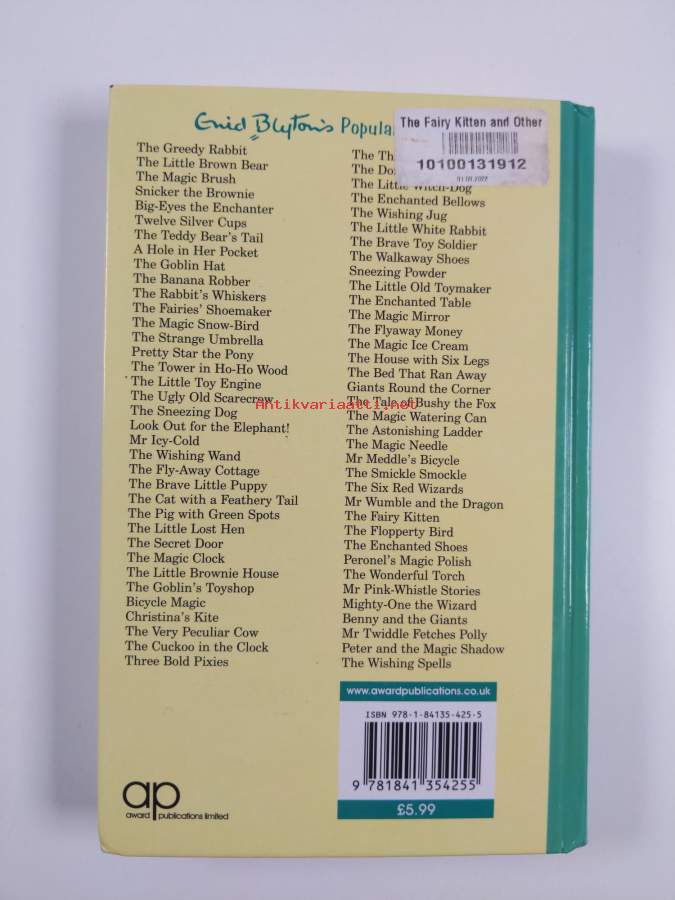 Enid Blyton's
The Fairy Kitten and Other
10100131912
The Greedy Rabbit
The Little Brown Bear
The Magic Brush
Snicker the Brownie
Big-Eyes the Enchanter
Twelve Silver Cups
The Teddy Bear's Tail
A Hole in Her Pocket
The Goblin Hat
The Banana Robber
The Rabbit's Whiskers
The Fairies' Shoemaker
The Magic Snow-Bird
The Strange Umbrella
Pretty Star the Pony
The Tower in Ho-Ho Wood
The Little Toy Engine
The Ugly Old Scarecrow
The Sneezing Dog
Look Out for the Elephant!
Mr Icy-Cold
The Wishing Wand
The Fly-Away Cottage
The Brave Little Puppy
The Cat with a Feathery Tail
The Pig with Green Spots
The Little Lost Hen
The Secret Door
The Magic Clock
The Little Brownie House
The Goblin's Toyshop
Bicycle Magic
Christina's Kite
The Very Peculiar Cow
The Cuckoo in the Clock
Three Bold Pixies
The
The
The Little Witch-Dog
The Enchanted Bellows
The Wishing Jug
The Little White Rabbit
The Brave Toy Soldier
The Walkaway Shoes
Sneezing Powder
The Little Old Toymaker
The Enchanted Table
The Magic Mirror
The Flyaway Money
The Magic Ice Cream
The House with Six Legs
The Bed That Ran Away
Giants Round the Corner
The Tale of Bushy the Fox
The Magic Watering Can
The Astonishing Ladder
The Magic Needle
Mr Meddle's Bicycle
The Smickle Smockle
The Six Red Wizards
Mr Wumble and the Dragon
The Fairy Kitten
The Flopperty Bird
The Enchanted Shoes
Peronel's Magic Polish
The Wonderful Torch
Mr Pink-Whistle Stories
Mighty-One the Wizard
Benny and the Giants
Mr Twiddle Fetches Polly
Peter and the Magic Shadow
The Wishing Spells
Antikvariaatti.net
www.awardpublications.co.uk
ISBN 978-1-84135-425-5
9 781841 354255
£5.99
ap
award publications limited